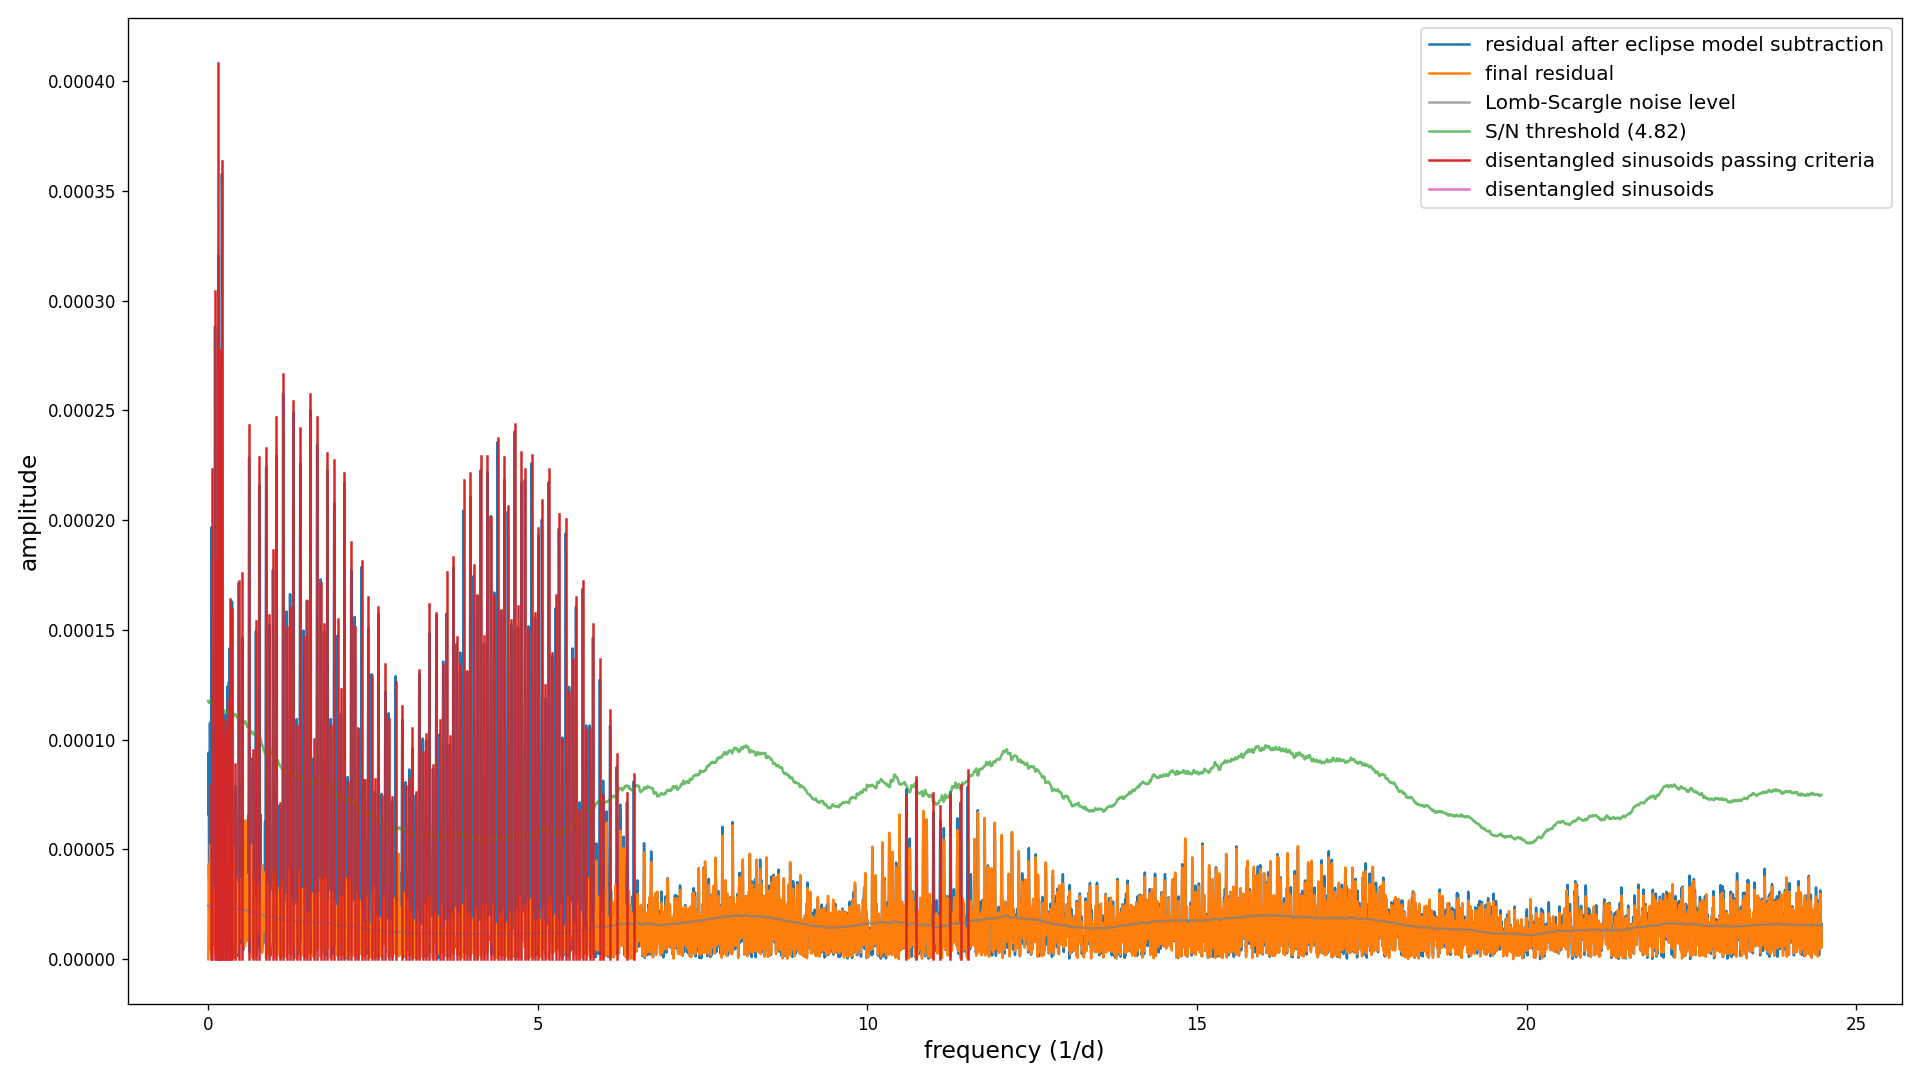 residual after eclipse model subtraction
final residual
Lomb-Scargle noise level
S/N threshold (4.82)
disentangled sinusoids passing criteria
disentangled sinusoids
amplitude
0.00040
0.00035
0.00030
0.00025
0.00020
0.00015
0.00010
0.00005
0.00000
0 5 10 15 20 25
frequency (1/d)